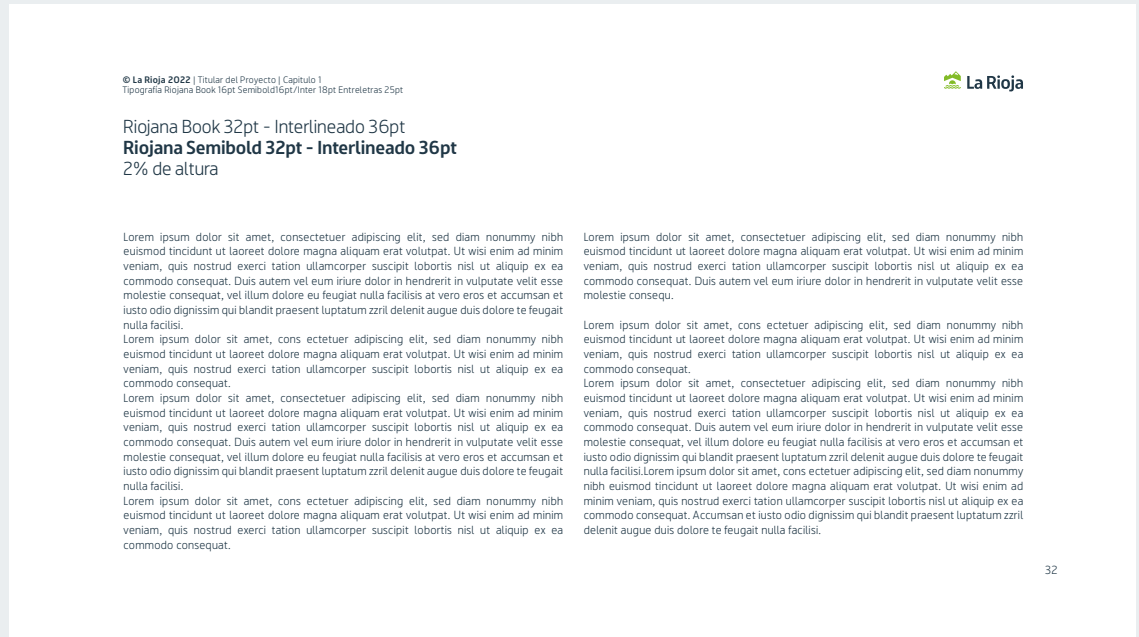 © La Rioja 2022 | Titular del Proyecto | Capitulo 1
Tipografía Riojana Book 16pt Semibold16pt/Inter 18pt Entreletras 25pt
La Rioja
Riojana Book 32pt - Interlineado 36pt
Riojana Semibold 32pt - Interlineado 36pt
2% de altura
Lorem ipsum dolor sit amet, consectetuer adipiscing elit, sed diam nonummy nibh
euismod tincidunt ut laoreet dolore magna aliquam erat volutpat. Ut wisi enim ad minim
veniam, quis nostrud exerci tation ullamcorper suscipit lobortis nisl ut aliquip ex ea
commodo consequat. Duis autem vel eum iriure dolor in hendrerit in vulputate velit esse
molestie consequat, vel illum dolore eu feugiat nulla facilisis at vero eros et accumsan et
iusto odio dignissim qui blandit praesent luptatum zzril delenit augue duis dolore te feugait
nulla facilisi.
Lorem ipsum dolor sit amet, cons ectetuer adipiscing elit, sed diam nonummy nibh
euismod tincidunt ut laoreet dolore magna aliquam erat volutpat. Ut wisi enim ad minim
veniam, quis nostrud exerci tation ullamcorper suscipit lobortis nisl ut aliquip ex ea
commodo consequat.
Lorem ipsum dolor sit amet, consectetuer adipiscing elit, sed diam nonummy nibh
euismod tincidunt ut laoreet dolore magna aliquam erat volutpat. Ut wisi enim ad minim
veniam, quis nostrud exerci tation ullamcorper suscipit lobortis nisl ut aliquip ex ea
commodo consequat. Duis autem vel eum iriure dolor in hendrerit in vulputate velit esse
molestie consequat, vel illum dolore eu feugiat nulla facilisis at vero eros et accumsan et
iusto odio dignissim qui blandit praesent luptatum zzril delenit augue duis dolore te feugait
nulla facilisi.
Lorem ipsum dolor sit amet, cons ectetuer adipiscing elit, sed diam nonummy nibh
euismod tincidunt ut laoreet dolore magna aliquam erat volutpat. Ut wisi enim ad minim
veniam, quis nostrud exerci tation ullamcorper suscipit lobortis nisl ut aliquip ex ea
commodo consequat.
Lorem ipsum dolor sit amet, consectetuer adipiscing elit, sed diam nonummy nibh
euismod tincidunt ut laoreet dolore magna aliquam erat volutpat. Ut wisi enim ad minim
veniam, quis nostrud exerci tation ullamcorper suscipit lobortis nisl ut aliquip ex ea
commodo consequat. Duis autem vel eum iriure dolor in hendrerit in vulputate velit esse
molestie consequ.
Lorem ipsum dolor sit amet, cons ectetuer adipiscing elit, sed diam nonummy nibh
euismod tincidunt ut laoreet dolore magna aliquam erat volutpat. Ut wisi enim ad minim
veniam, quis nostrud exerci tation ullamcorper suscipit lobortis nisl ut aliquip ex ea
commodo consequat.
Lorem ipsum dolor sit amet, consectetuer adipiscing elit, sed diam nonummy nibh
euismod tincidunt ut laoreet dolore magna aliquam erat volutpat. Ut wisi enim ad minim
veniam, quis nostrud exerci tation ullamcorper suscipit lobortis nisl ut aliquip ex ea
commodo consequat. Duis autem vel eum iriure dolor in hendrerit in vulputate velit esse
molestie consequat, vel illum dolore eu feugiat nulla facilisis at vero eros et accumsan et
iusto odio dignissim qui blandit praesent luptatum zzril delenit augue duis dolore te feugait
nulla facilisi.Lorem ipsum dolor sit amet, cons ectetuer adipiscing elit, sed diam nonummy
nibh euismod tincidunt ut laoreet dolore magna aliquam erat volutpat. Ut wisi enim ad
minim veniam, quis nostrud exerci tation ullamcorper suscipit lobortis nisl ut aliquip ex ea
commodo consequat. Accumsan et iusto odio dignissim qui blandit praesent luptatum zzril
delenit augue duis dolore te feugait nulla facilisi.
32